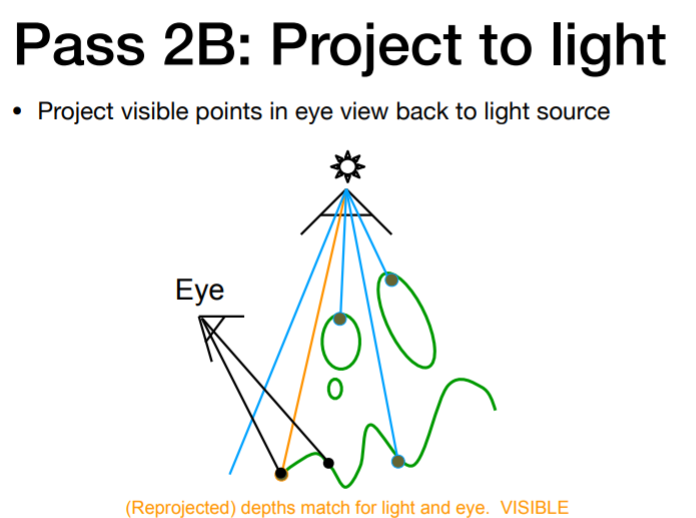 Pass 2B: Project to light
• Project visible points in eye view back to light source
Eye
(Reprojected) depths match for light and eye. VISIBLE